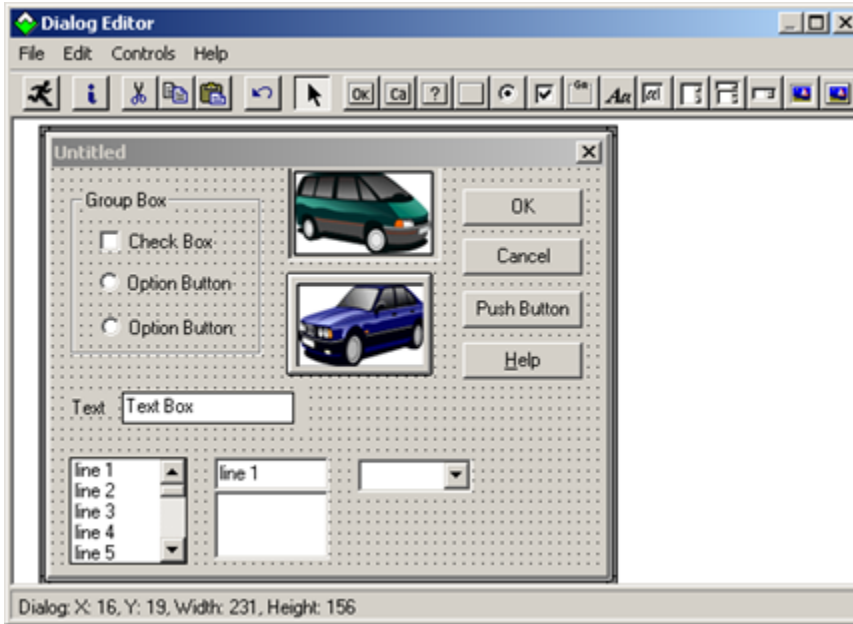 Dialog Editor
File Edit Controls Help
OK Ca ?
Untitled
Group Box
Check Box
Option Button
Option Button
OK
Cancel
Push Button
Help
Text Text Box
line 1
line 2
line 3
line 4
line 5
line 1
Dialog: X: 16, Y: 19, Width: 231, Height: 156